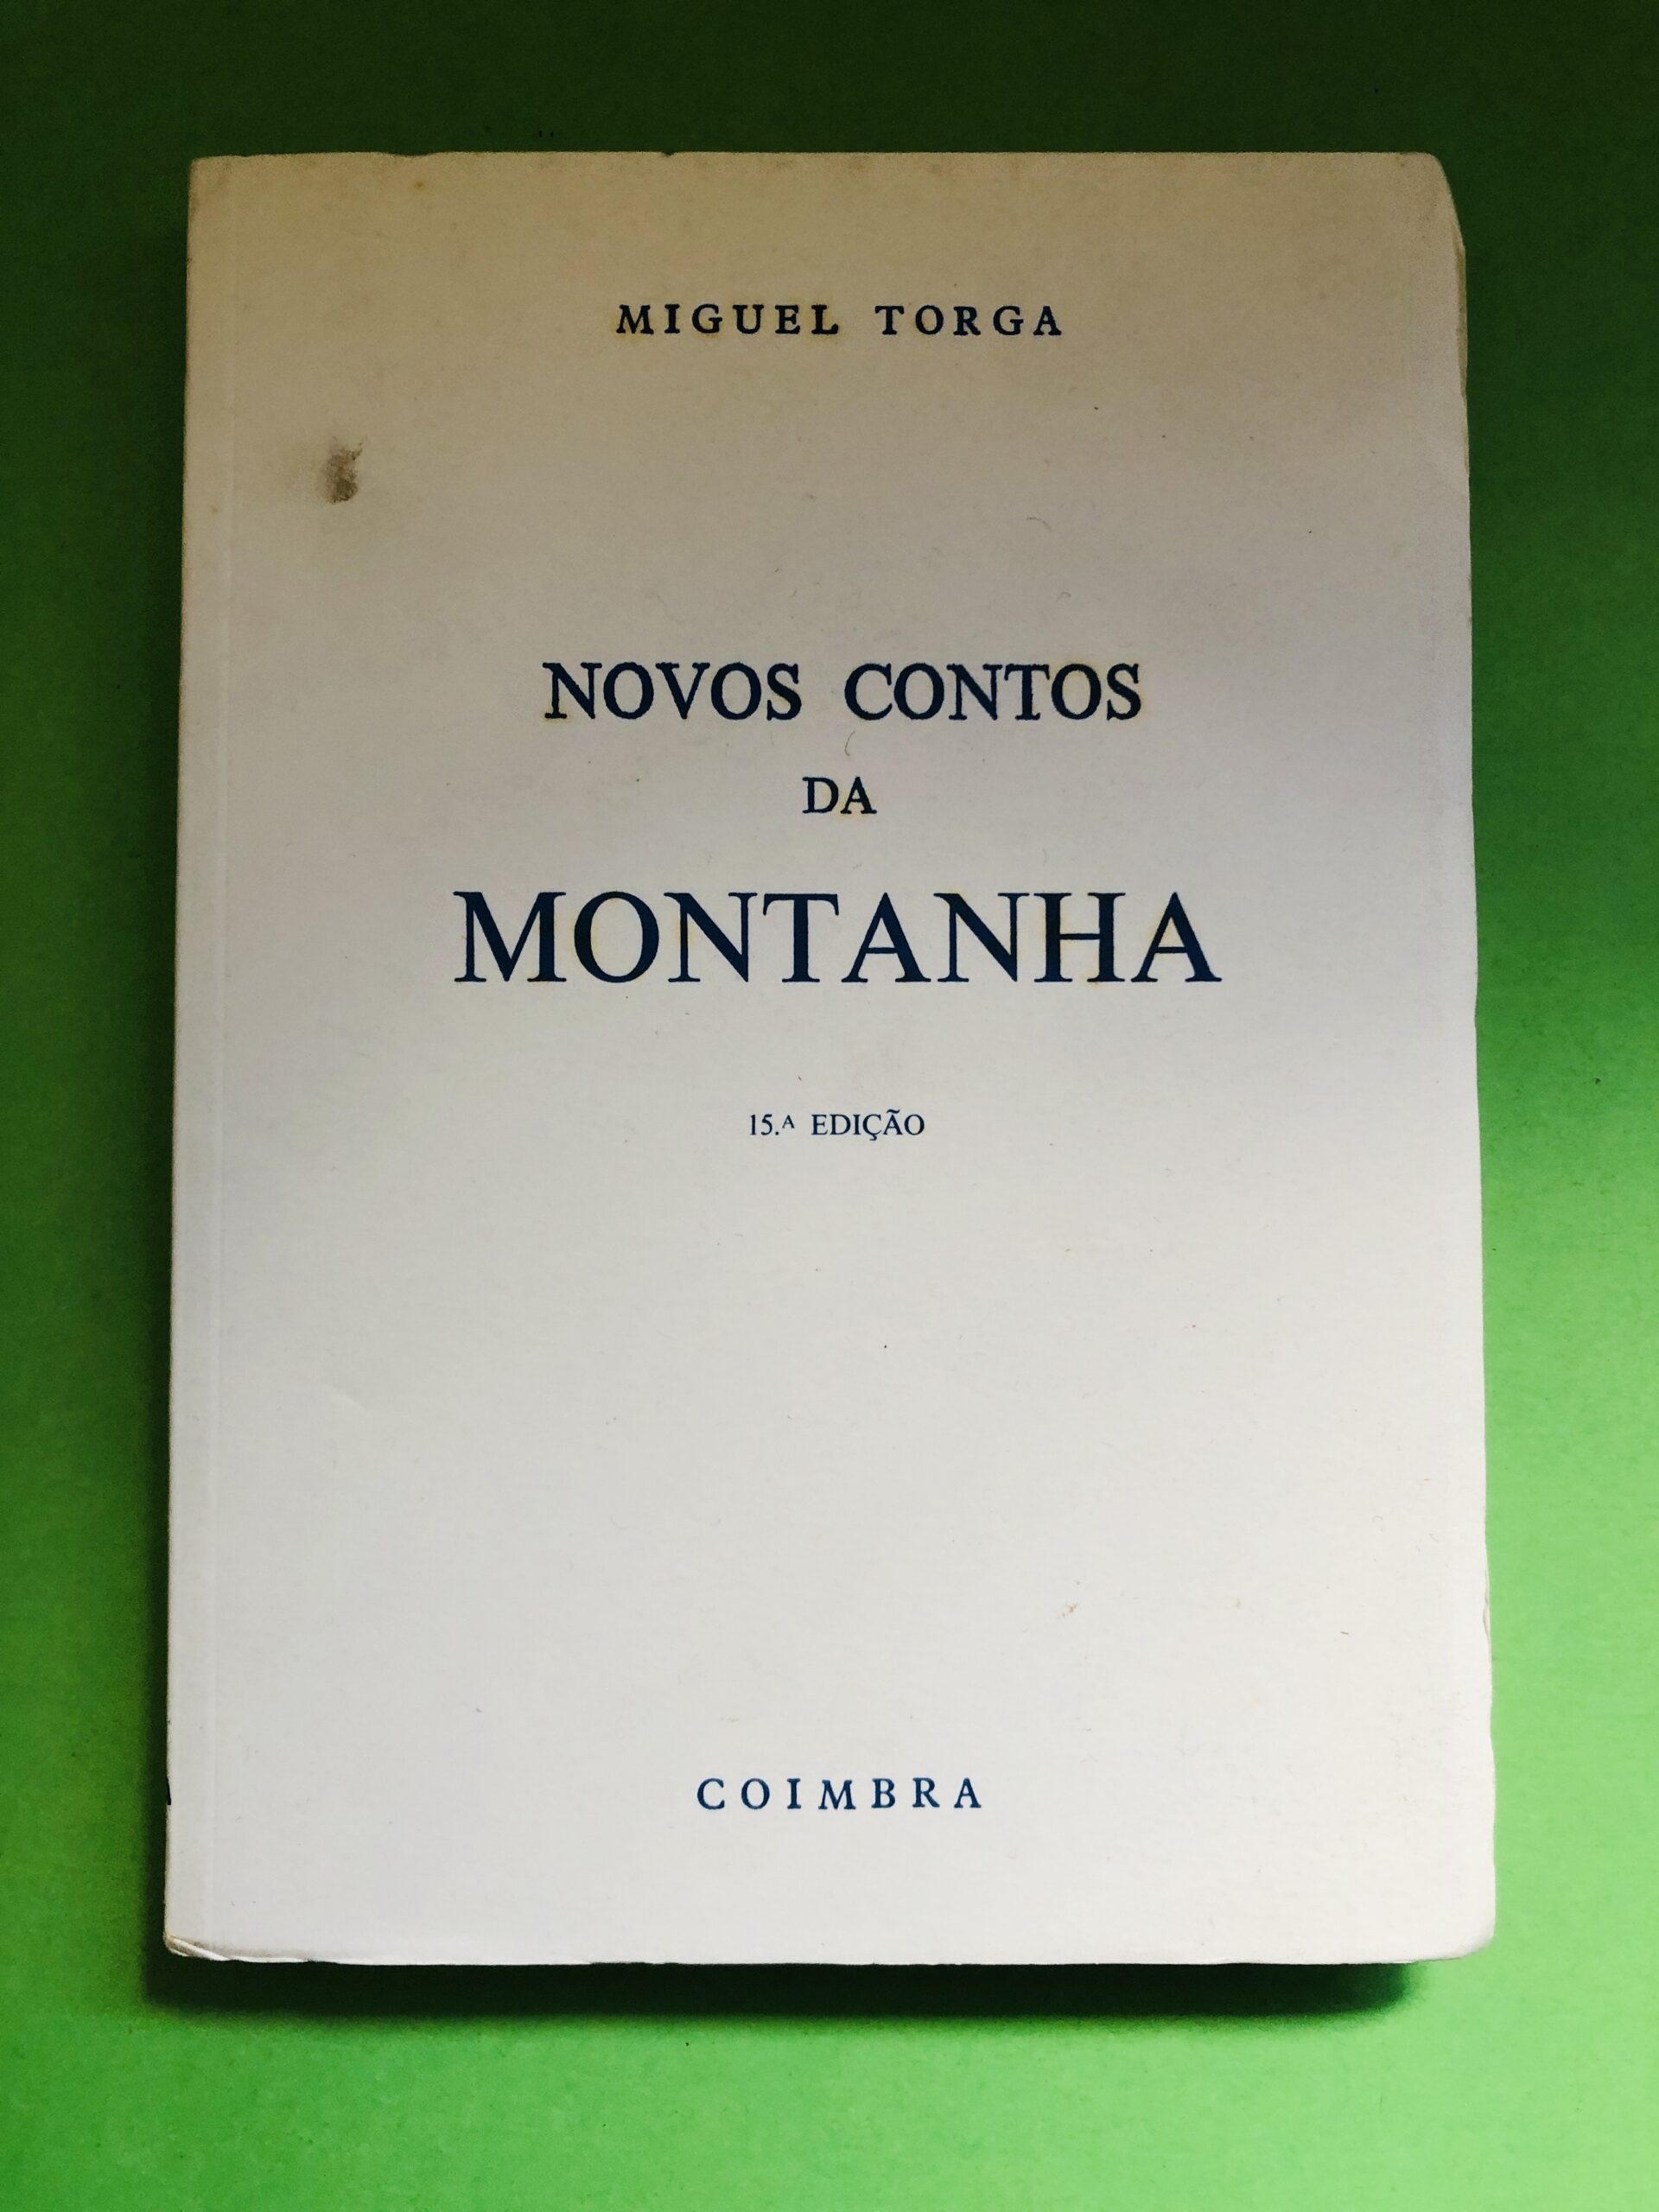 MIGUEL TORGA
NOVOS CONTOS
DA
MONTANHA
15.ᴬ EDIÇÃO
COIMBRA